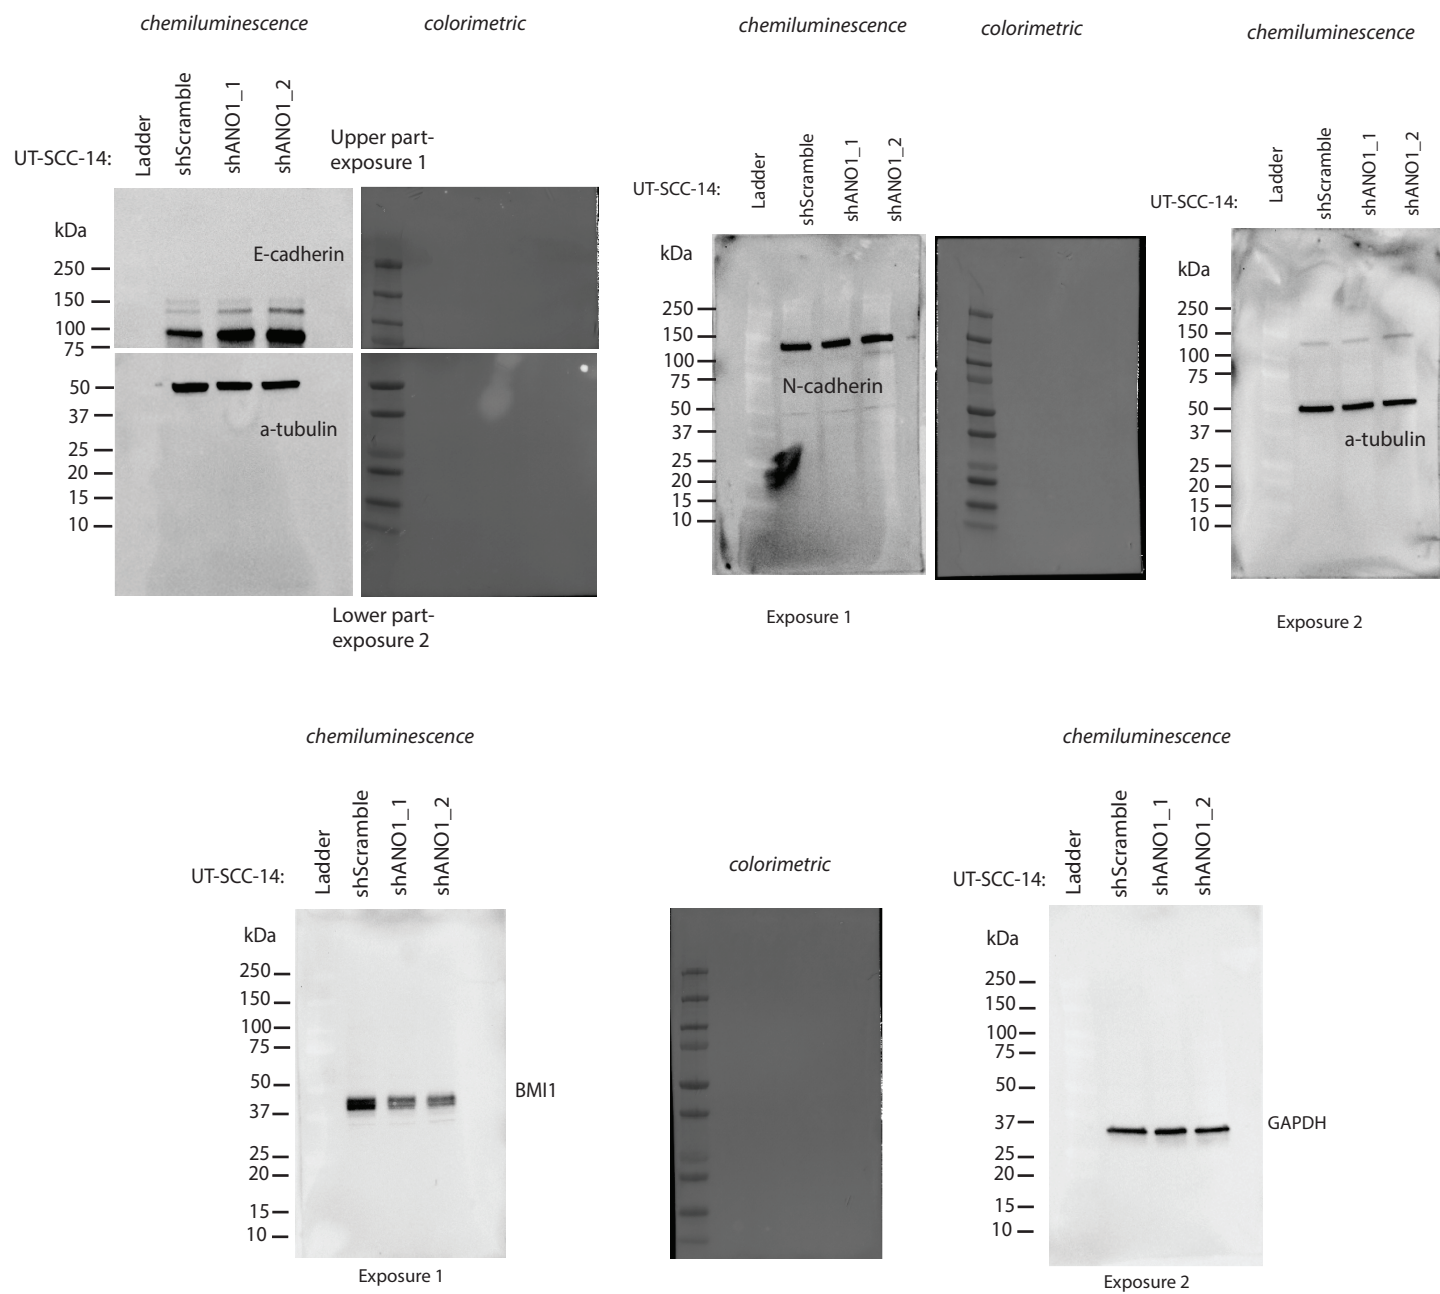 chemiluminescence
colorimetric
UT-SCC-14:
Ladder
shScramble
shANO1_1
shANO1_2
Upper part-
exposure 1
kDa
250
150
100
75
50
37
25
20
15
10
E-cadherin
a-tubulin
Lower part-
exposure 2
chemiluminescence
colorimetric
UT-SCC-14:
Ladder
shScramble
shANO1_1
shANO1_2
kDa
250
150
100
75
50
37
25
20
15
10
N-cadherin
Exposure 1
chemiluminescence
UT-SCC-14:
Ladder
shScramble
shANO1_1
shANO1_2
kDa
250
150
100
75
50
37
25
20
15
10
a-tubulin
Exposure 2
chemiluminescence
UT-SCC-14:
Ladder
shScramble
shANO1_1
shANO1_2
kDa
250
150
100
75
50
37
25
20
15
10
BMI1
Exposure 1
colorimetric
chemiluminescence
UT-SCC-14:
Ladder
shScramble
shANO1_1
shANO1_2
kDa
250
150
100
75
50
37
25
20
15
10
GAPDH
Exposure 2